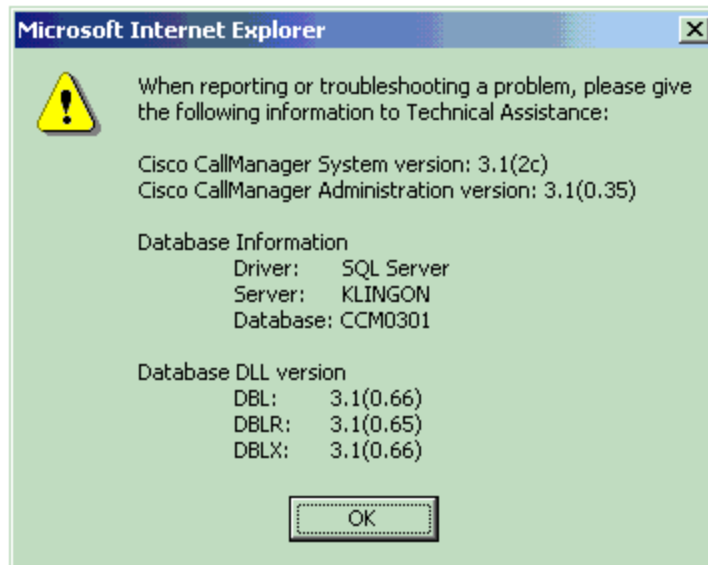 Microsoft Internet Explorer
When reporting or troubleshooting a problem, please give
the following information to Technical Assistance:
Cisco CallManager System version: 3.1(2c)
Cisco CallManager Administration version: 3.1(0.35)
Database Information
Driver: SQL Server
Server: KLINGON
Database: CCM0301
Database DLL version
DBL: 3.1(0.66)
DBLR: 3.1(0.65)
DBLX: 3.1(0.66)
OK